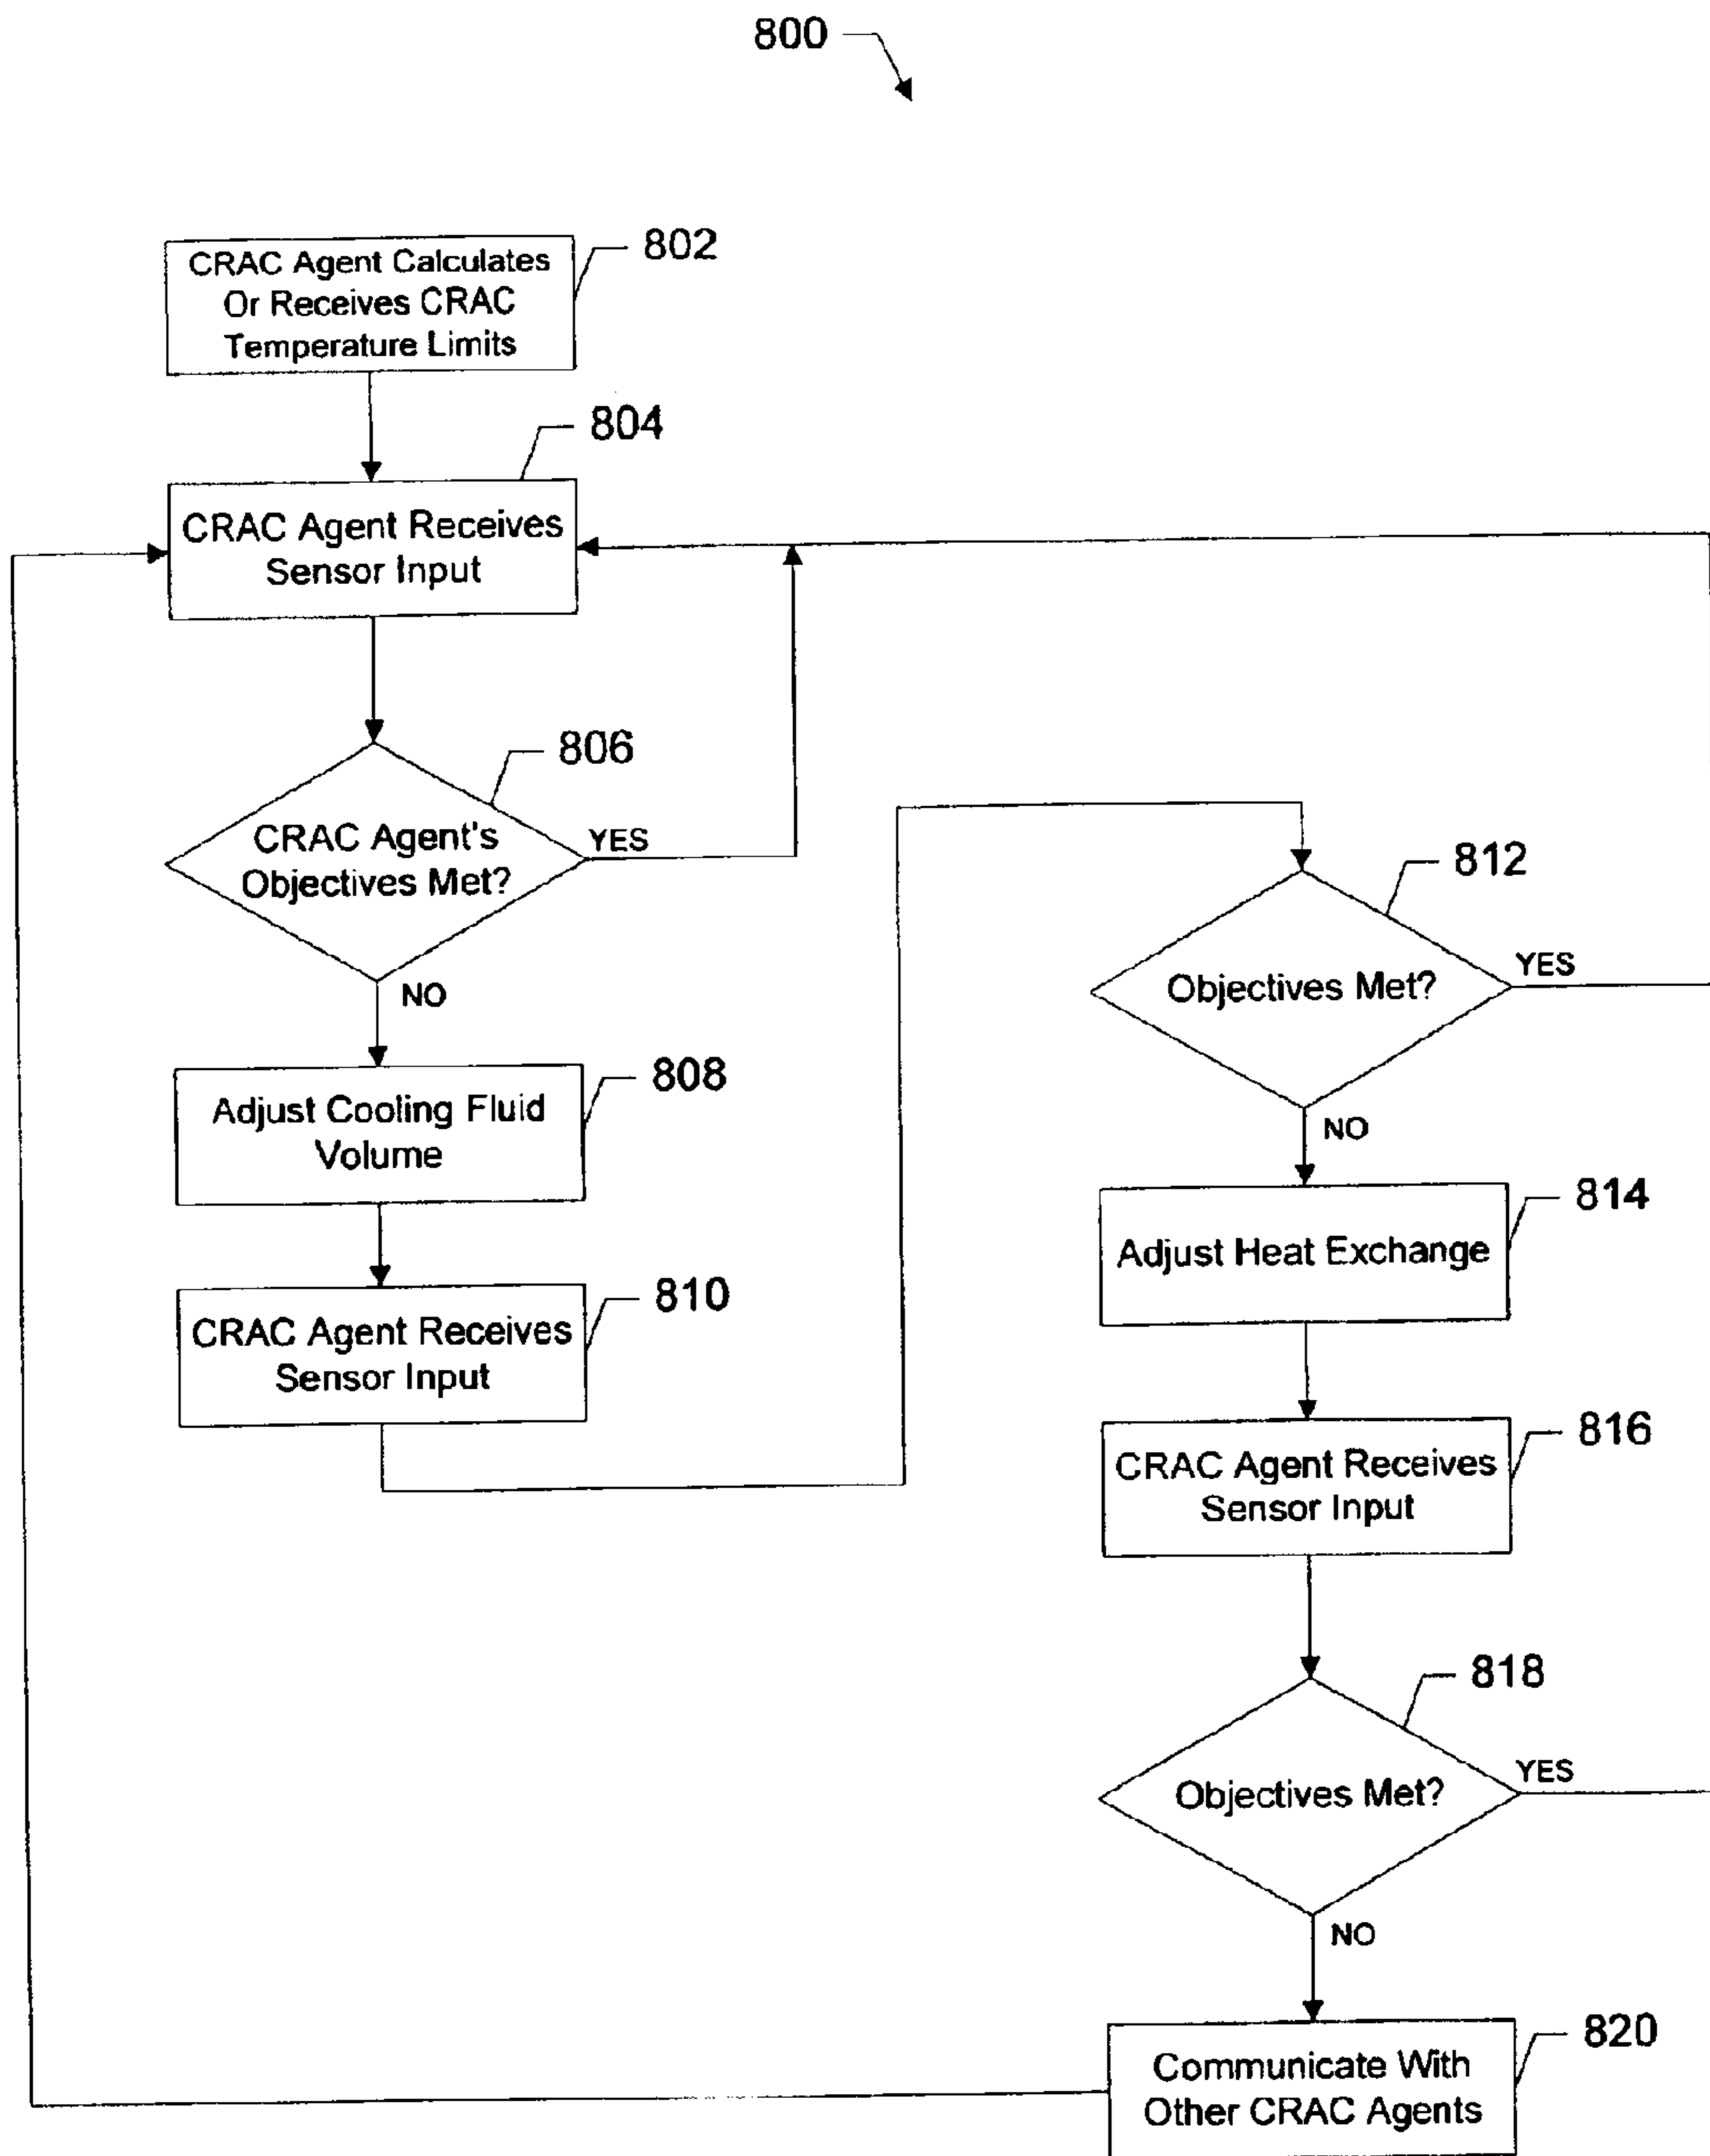 800
CRAC Agent Calculates
Or Receives CRAC
Temperature Limits
802
CRAC Agent Receives
Sensor Input
804
CRAC Agent's
Objectives Met?
806
YES
NO
Adjust Cooling Fluid
Volume
808
CRAC Agent Receives
Sensor Input
810
Objectives Met?
812
YES
NO
Adjust Heat Exchange
814
CRAC Agent Receives
Sensor Input
816
Objectives Met?
818
YES
NO
Communicate With
Other CRAC Agents
820